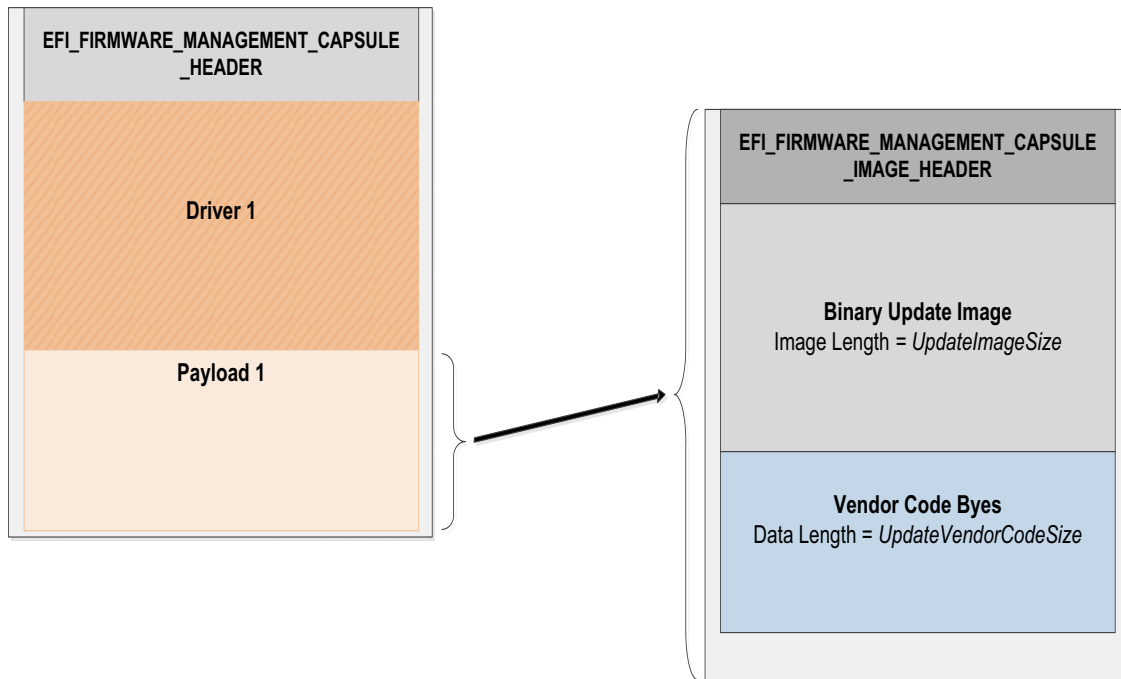 EFI_FIRMWARE_MANAGEMENT_CAPSULE
_HEADER
Driver 1
Payload 1
EFI_FIRMWARE_MANAGEMENT_CAPSULE
_IMAGE_HEADER
Binary Update Image
Image Length = UpdateImageSize
Vendor Code Byes
Data Length = UpdateVendorCodeSize